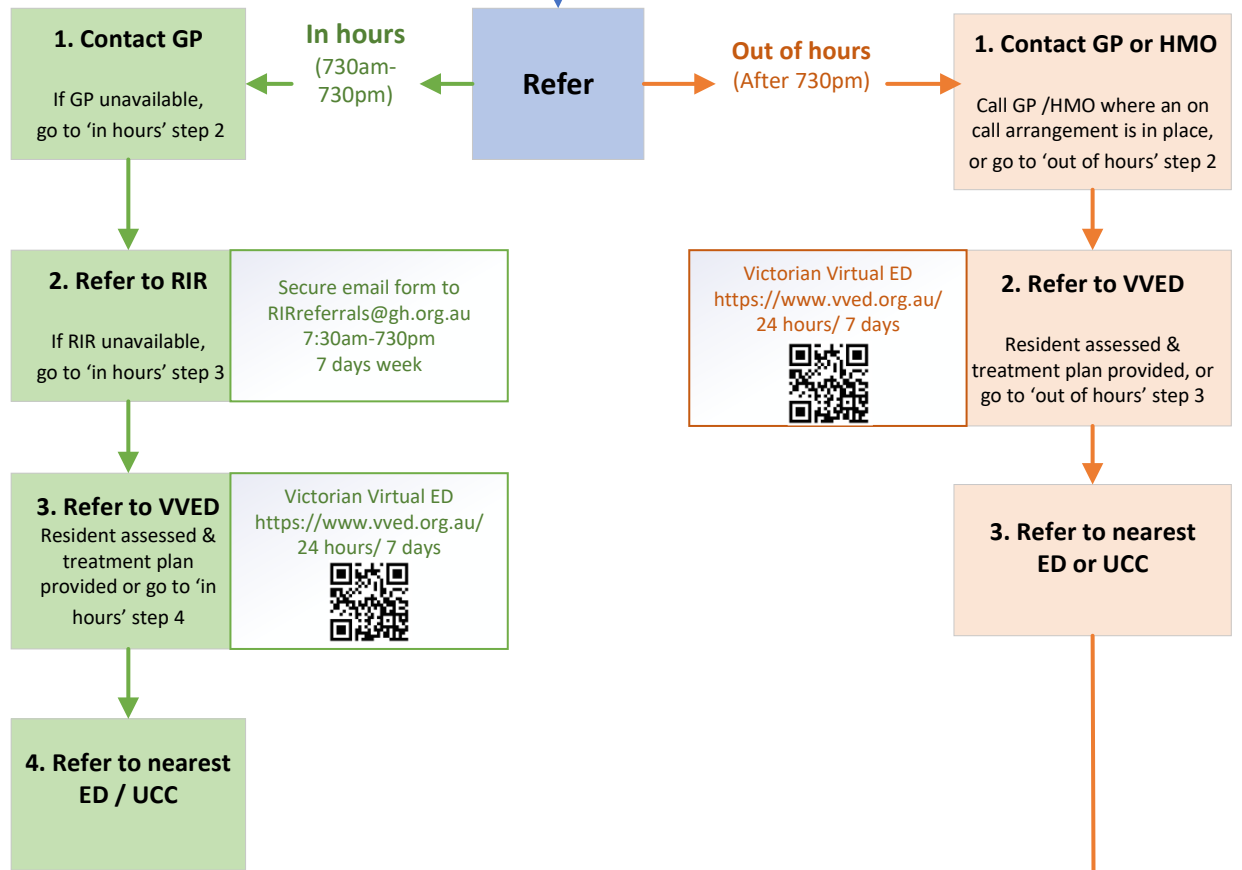 1. Contact GP
If GP unavailable,
go to ‘in hours’ step 2
In hours
(730am-
730pm)
Refer
Out of hours
(After 730pm)
1. Contact GP or HMO
Call GP /HMO where an on
call arrangement is in place,
or go to ‘out of hours’ step 2
2. Refer to RIR
If RIR unavailable,
go to ‘in hours’ step 3
Secure email form to
RIRreferrals@gh.org.au
7:30am-730pm
7 days week
Victorian Virtual ED
https://www.vved.org.au/
24 hours/ 7 days
2. Refer to VVED
Resident assessed &
treatment plan provided, or
go to ‘out of hours’ step 3
3. Refer to VVED
Resident assessed &
treatment plan
provided or go to ‘in
hours’ step 4
Victorian Virtual ED
https://www.vved.org.au/
24 hours/ 7 days
3. Refer to nearest
ED or UCC
4. Refer to nearest
ED / UCC